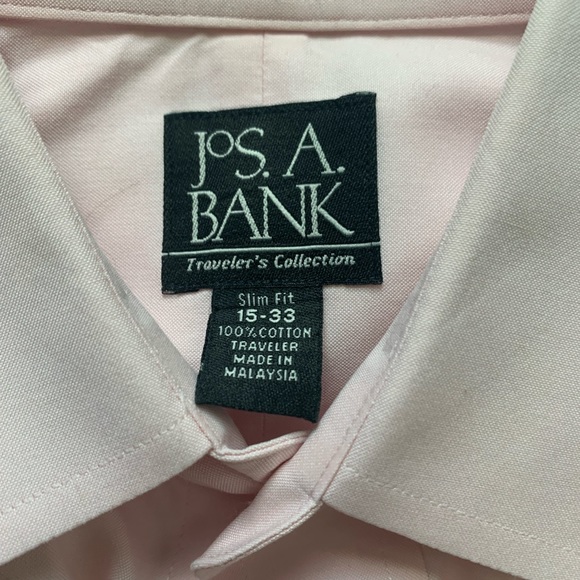 JoS. A.
BANK
Traveler's Collection
Slim Fit
15-33
100% COTTON
TRAVELER
MADE IN
MALAYSIA